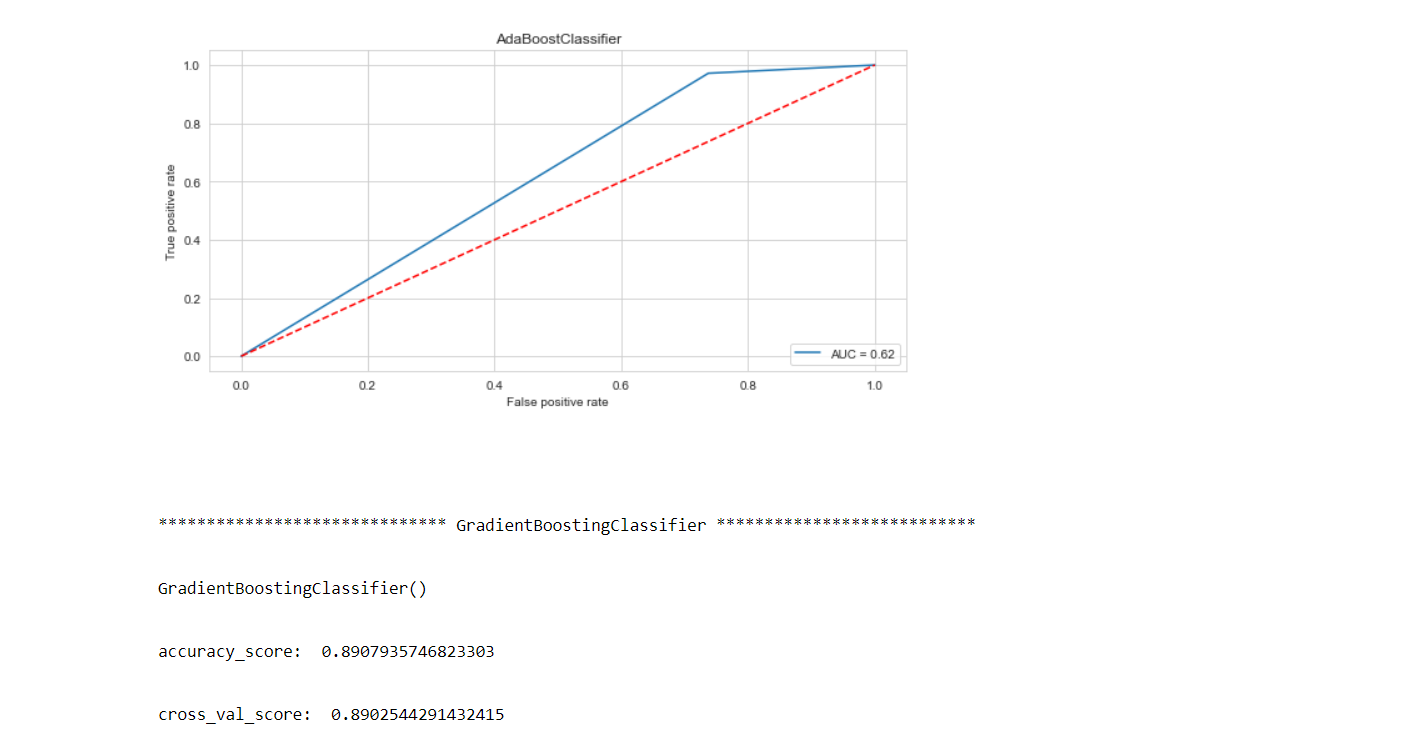 AdaBoostClassifier
1.0
0.8
0.6
0.4
0.2
0.0
True positive rate
AUC = 0.62
0.0 0.2 0.4 0.6 0.8 1.0
False positive rate
****************************** GradientBoostingClassifier ***************************
GradientBoostingClassifier()
accuracy_score:  0.8907935746823303
cross_val_score:  0.8902544291432415